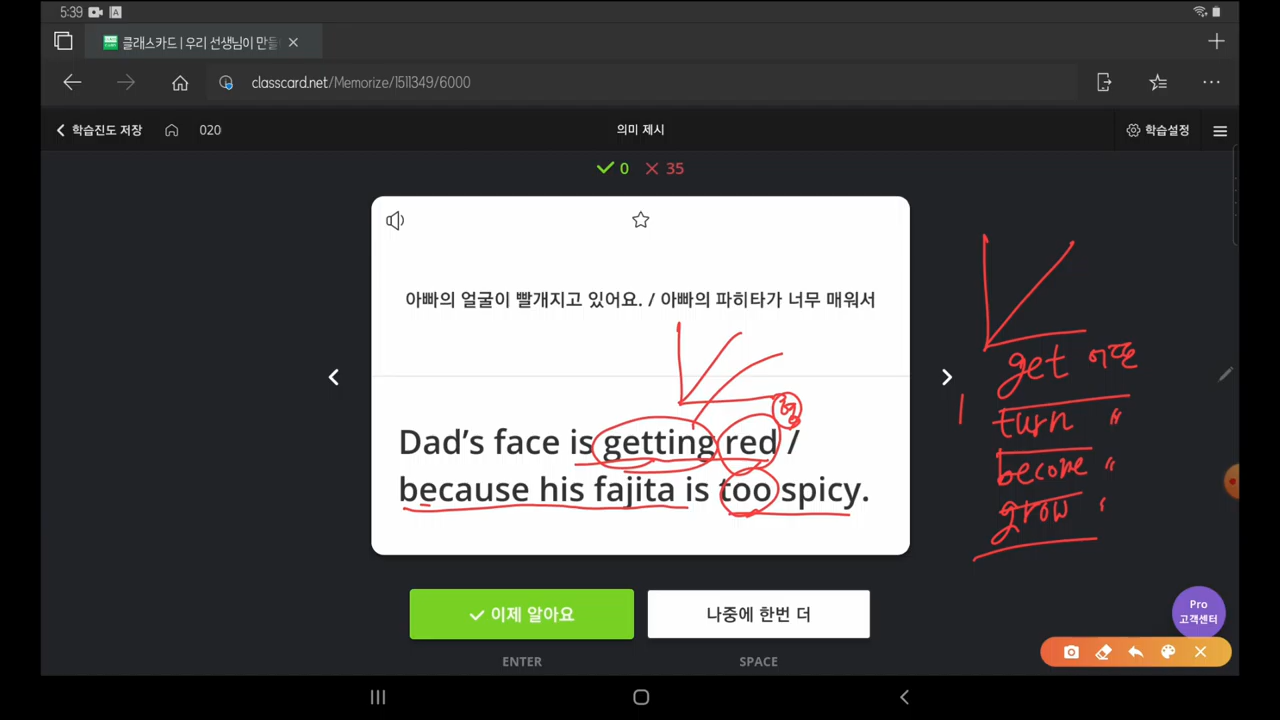 5:39
클래스카드 | 우리 선생님이 만들
classcard.net/Memorize/1511349/6000
학습진도 저장 020 의미 제시 학습설정
0 35
아빠의 얼굴이 빨개지고 있어요. / 아빠의 파히타가 너무 매워서
형
Dad's face is getting red /
because his fajita is too spicy.
get
turn "
become "
grow "
이제 알아요 나중에 한번 더
ENTER SPACE
Pro
고객센터